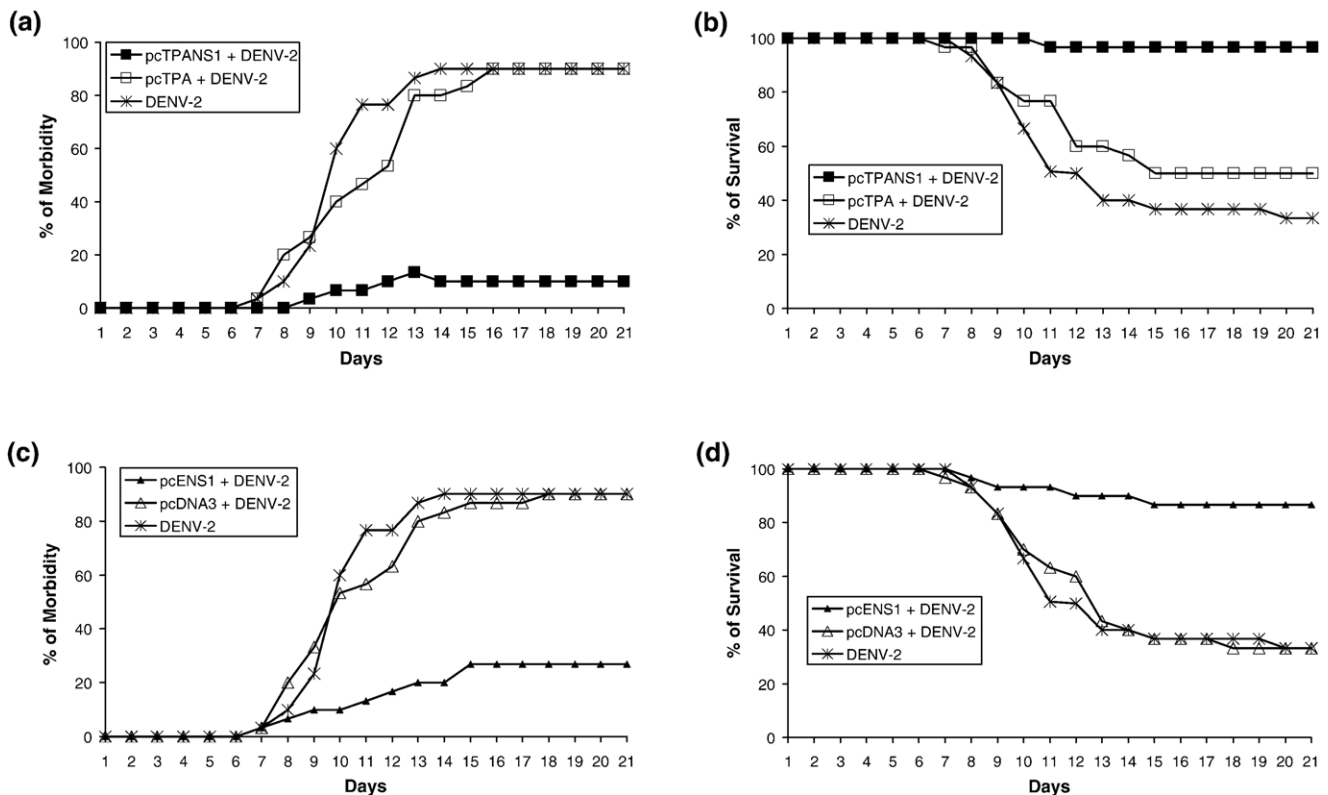 (a)
% of Morbidity
100
80
60
40
20
0
pcTPANS1 + DENV-2
pcTPA + DENV-2
DENV-2
1 2 3 4 5 6 7 8 9 10 11 12 13 14 15 16 17 18 19 20 21
Days
(b)
% of Survival
100
80
60
40
20
0
pcTPANS1 + DENV-2
pcTPA + DENV-2
DENV-2
1 2 3 4 5 6 7 8 9 10 11 12 13 14 15 16 17 18 19 20 21
Days
(c)
% of Morbidity
100
80
60
40
20
0
pcENS1 + DENV-2
pcDNA3 + DENV-2
DENV-2
1 2 3 4 5 6 7 8 9 10 11 12 13 14 15 16 17 18 19 20 21
Days
(d)
% of Survival
100
80
60
40
20
0
pcENS1 + DENV-2
pcDNA3 + DENV-2
DENV-2
1 2 3 4 5 6 7 8 9 10 11 12 13 14 15 16 17 18 19 20 21
Days